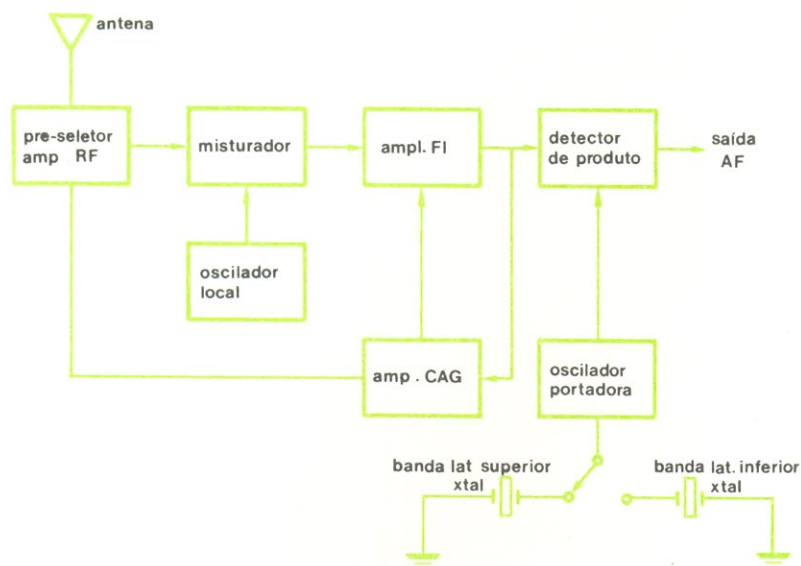 antena
pre-seletor
amp RF
misturador
ampl. FI
detector
de produto
saída
AF
oscilador
local
amp. CAG
oscilador
portadora
banda lat superior
xtal
banda lat. inferior
xtal